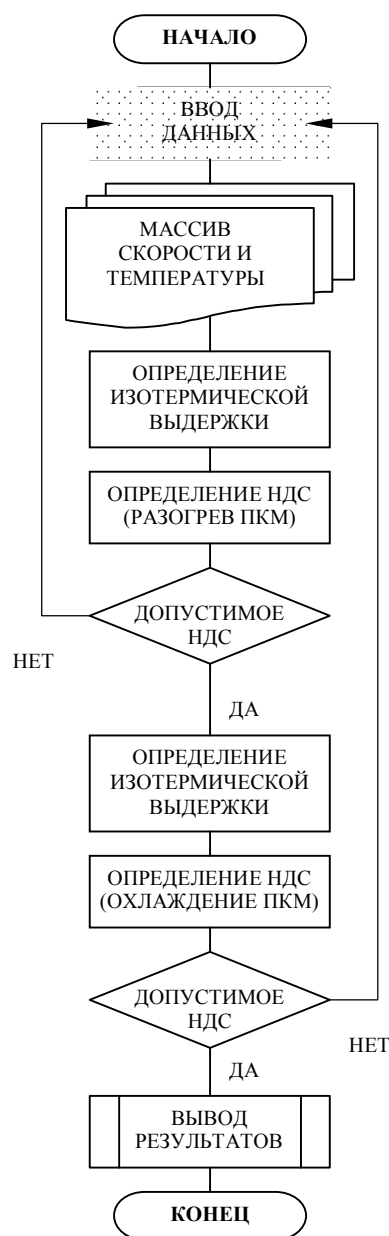 НАЧАЛО
ВВОД
ДАННЫХ
МАССИВ
СКОРОСТИ И
ТЕМПЕРАТУРЫ
ОПРЕДЕЛЕНИЕ
ИЗОТЕРМИЧЕСКОЙ
ВЫДЕРЖКИ
ОПРЕДЕЛЕНИЕ НДС
(РАЗОГРЕВ ПКМ)
ДОПУСТИМОЕ
НДС
НЕТ
ДА
ОПРЕДЕЛЕНИЕ
ИЗОТЕРМИЧЕСКОЙ
ВЫДЕРЖКИ
ОПРЕДЕЛЕНИЕ НДС
(ОХЛАЖДЕНИЕ ПКМ)
ДОПУСТИМОЕ
НДС
НЕТ
ДА
ВЫВОД
РЕЗУЛЬТАТОВ
КОНЕЦ